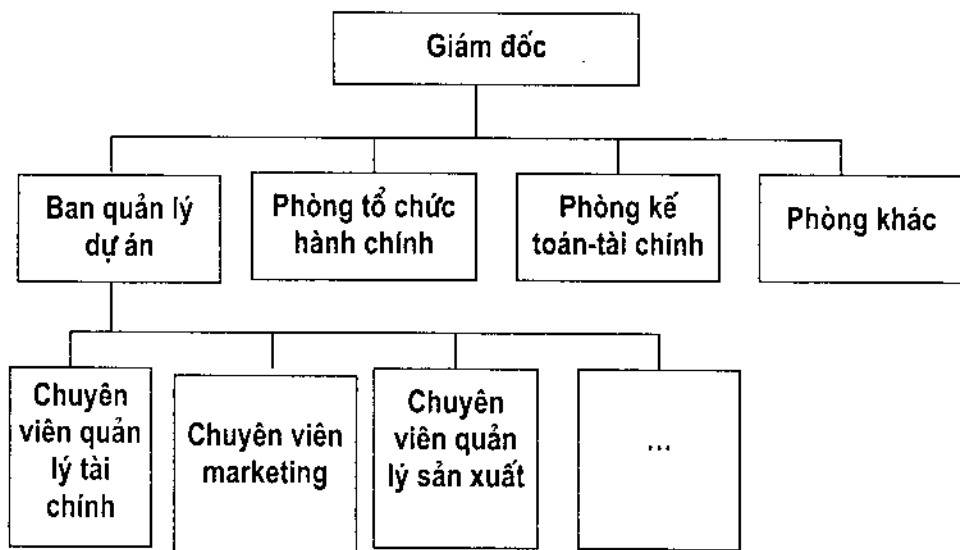 Giám đốc
Ban quản lý
dự án
Phòng tổ chức
hành chính
Phòng kế
toán-tài chính
Phòng khác
Chuyên
viên quản
lý tài
chính
Chuyên viên
marketing
Chuyên
viên quản
lý sản xuất
...